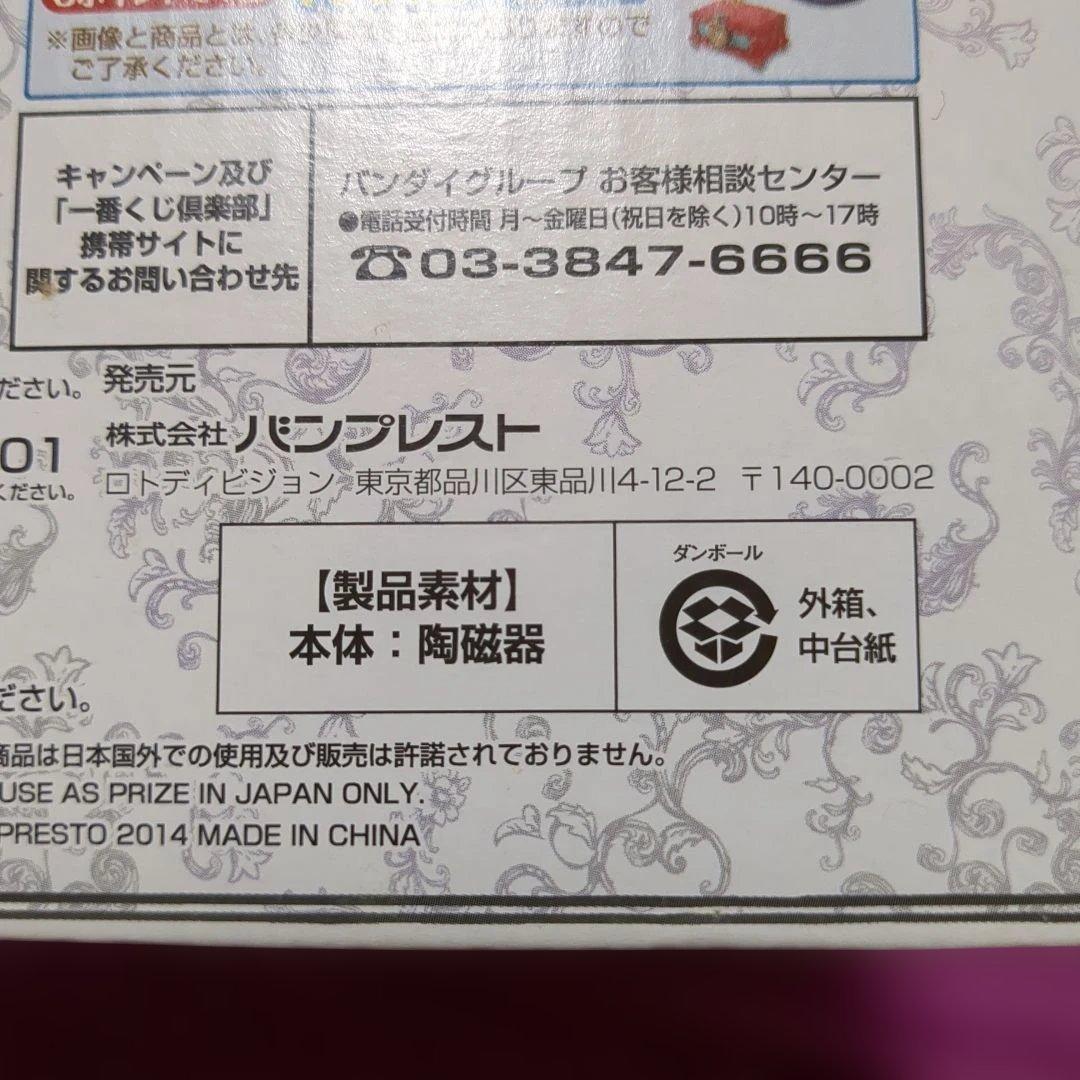 ※画像と商品とは
ご了承ください。
キャンペーン及び
「一番くじ倶楽部」
携帯サイトに
関するお問い合わせ先
バンダイグループ お客様相談センター
●電話受付時間 月～金曜日(祝日を除く)10時～17時
☎03-3847-6666
ださい。
発売元
01
株式会社バンプレスト
ください。
ロトディビジョン 東京都品川区東品川4-12-2 〒140-0002
【製品素材】
本体：陶磁器
ダンボール
外箱、
中台紙
ださい。
商品は日本国外での使用及び販売は許諾されておりません。
USE AS PRIZE IN JAPAN ONLY.
PRESTO 2014 MADE IN CHINA